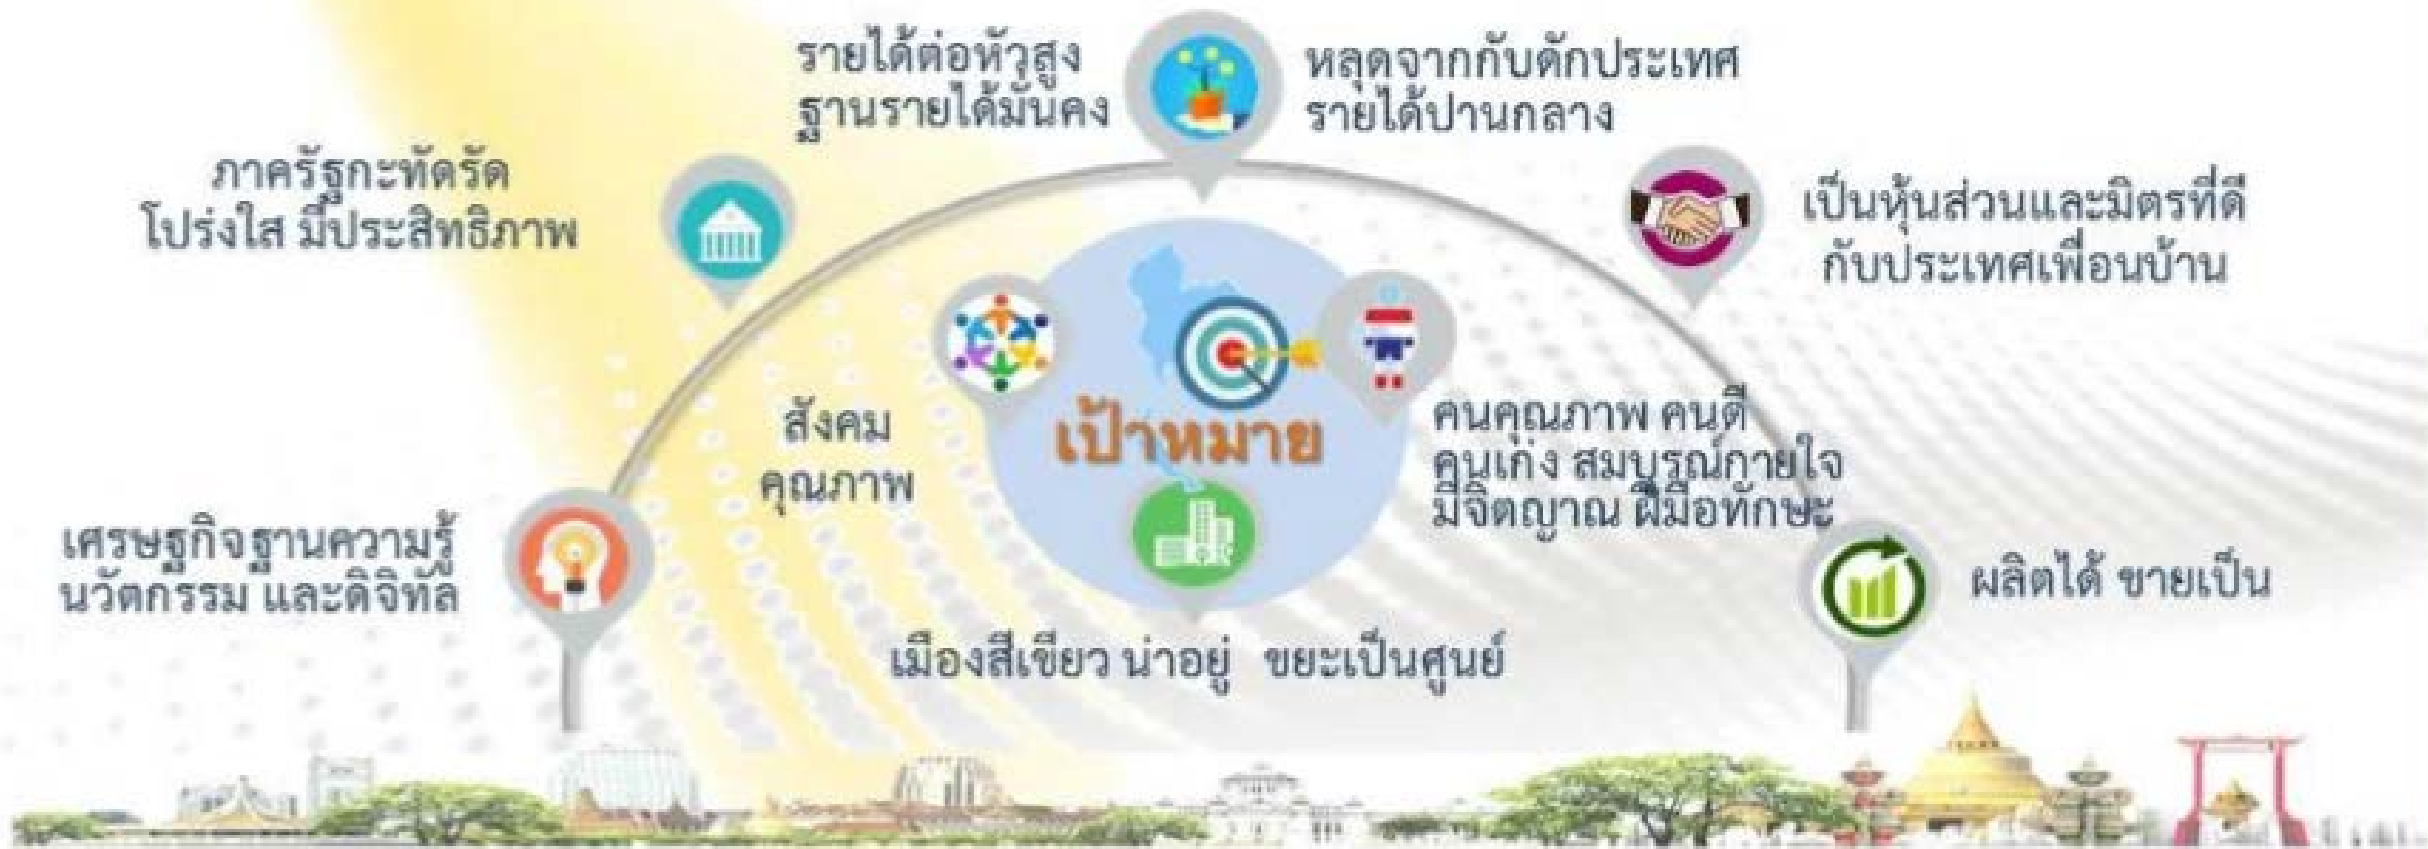 รายได้ต่อหัวสูง
ฐานรายได้มั่นคง
หลุดจากกับดักประเทศ
รายได้ปานกลาง
ภาครัฐกะทัดรัด
โปร่งใส มีประสิทธิภาพ
เป็นหุ้นส่วนและมิตรที่ดี
กับประเทศเพื่อนบ้าน
สังคม
คุณภาพ
เป้าหมาย
คนคุณภาพ คนดี
คนเก่ง สมบูรณ์กายใจ
มีจิตญาณ ฝีมือทักษะ
เศรษฐกิจฐานความรู้
นวัตกรรม และดิจิทัล
ผลิตได้ ขายเป็น
เมืองสีเขียว น่าอยู่ ขยะเป็นศูนย์